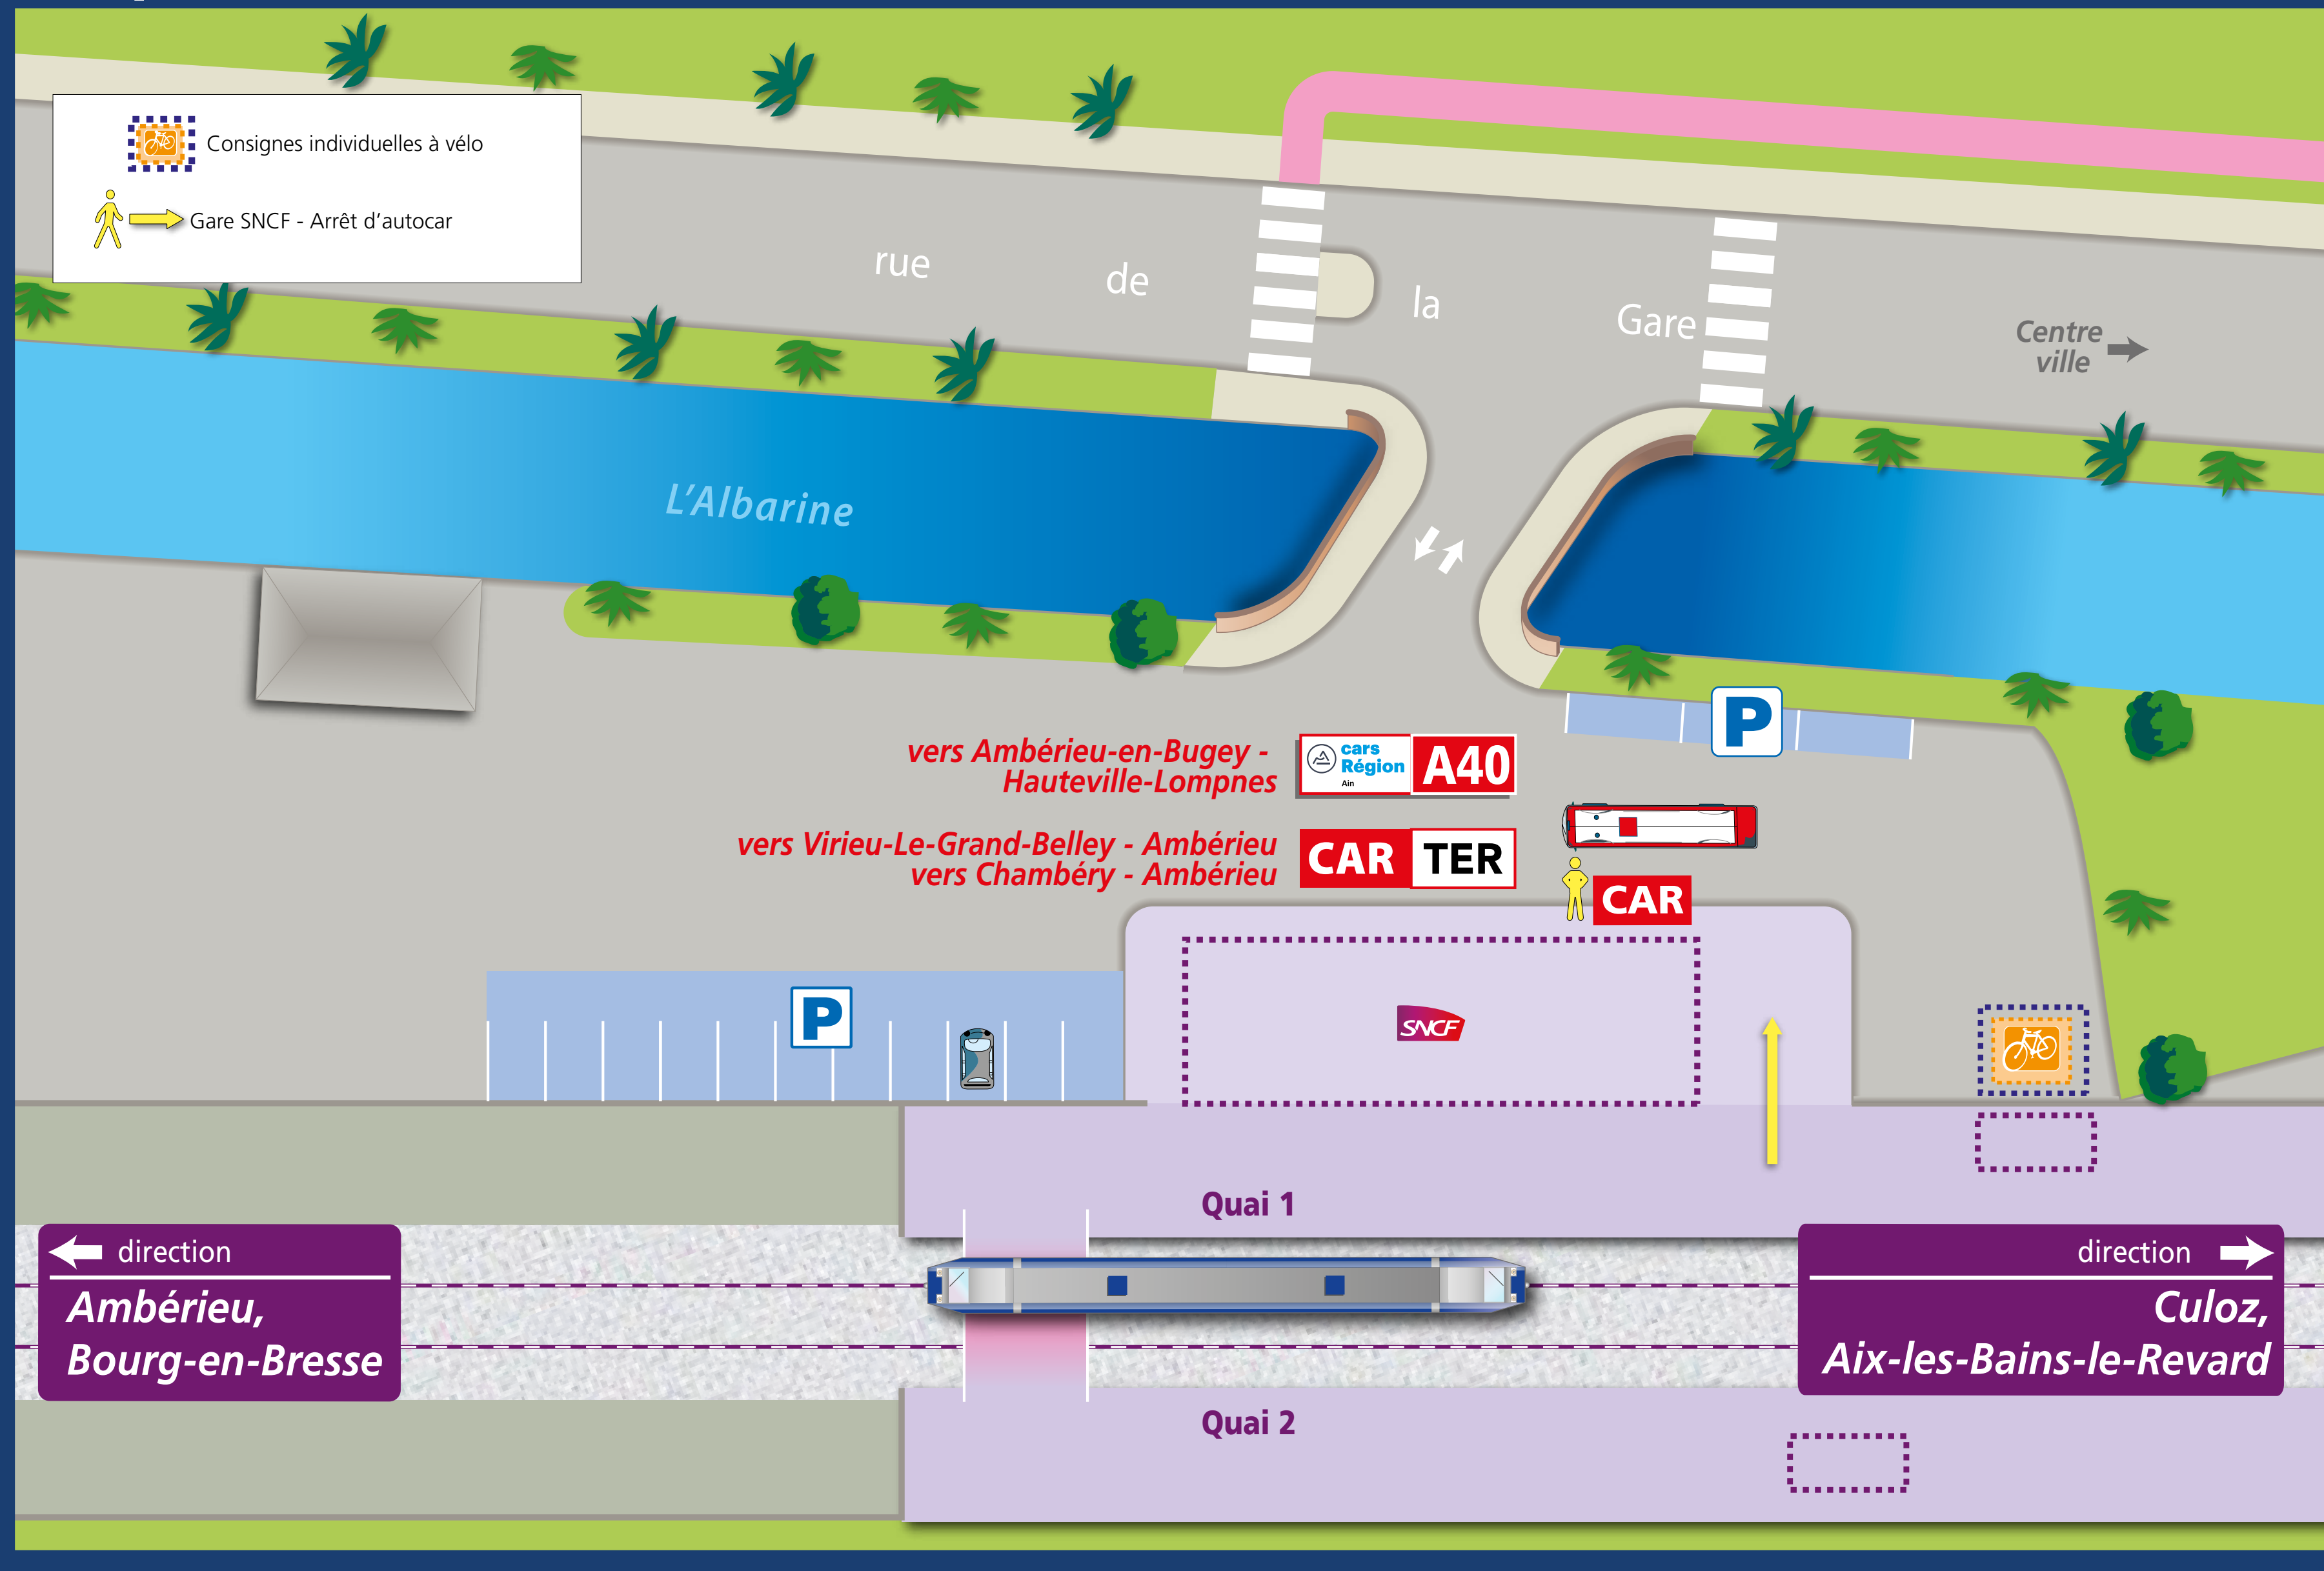 Consignes individuelles à vélo
Gare SNCF - Arrêt d’autocar
rue de la Gare
Centre
ville
L’Albarine
P
vers Ambérieu-en-Bugey -
Hauteville-Lompnes
cars
Région
Ain
A40
vers Virieu-Le-Grand-Belley - Ambérieu
vers Chambéry - Ambérieu
CAR TER
CAR
P
SNCF
Quai 1
direction
Ambérieu,
Bourg-en-Bresse
direction
Culoz,
Aix-les-Bains-le-Revard
Quai 2